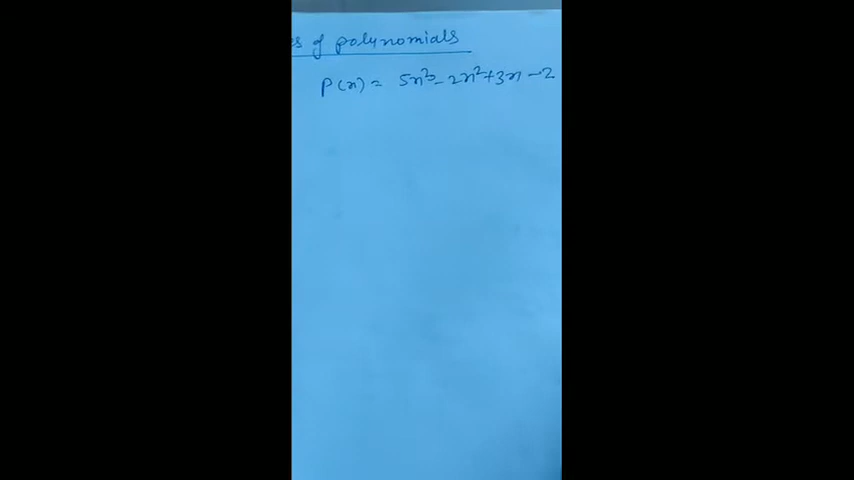 of polynomials
P(x) = 5x³ - 2x² + 3x - 2